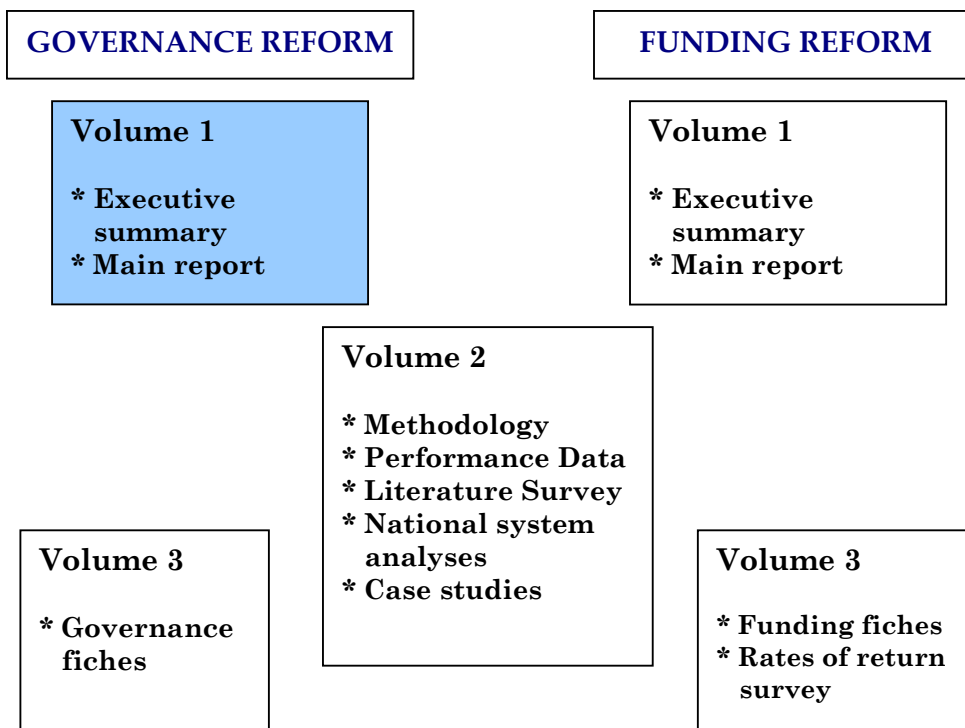 GOVERNANCE REFORM
FUNDING REFORM
Volume 1
* Executive
summary
* Main report
Volume 1
* Executive
summary
* Main report
Volume 2
* Methodology
* Performance Data
* Literature Survey
* National system
analyses
* Case studies
Volume 3
* Governance
fiches
Volume 3
* Funding fiches
* Rates of return
survey